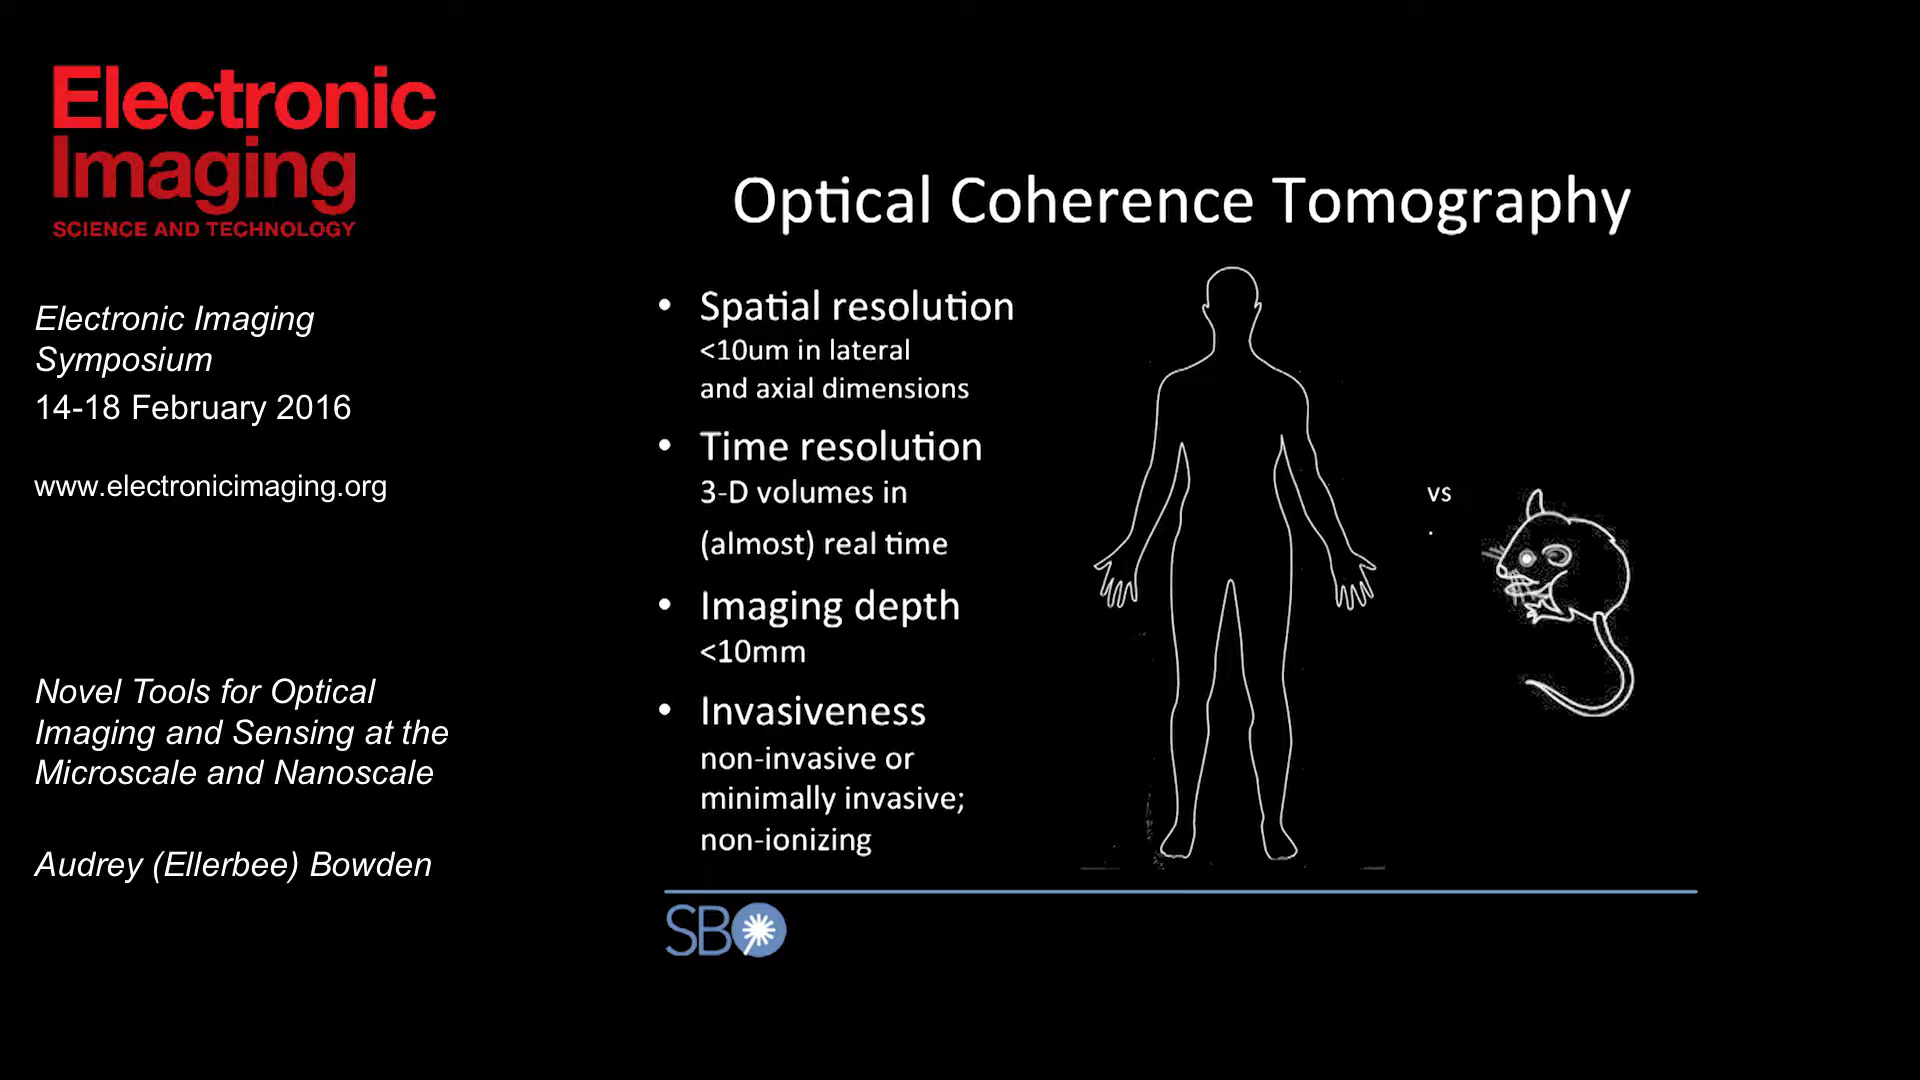 Electronic
Imaging
SCIENCE AND TECHNOLOGY
Electronic Imaging
Symposium
14-18 February 2016
www.electronicimaging.org
Novel Tools for Optical
Imaging and Sensing at the
Microscale and Nanoscale
Audrey (Ellerbee) Bowden
Optical Coherence Tomography
• Spatial resolution
<10um in lateral
and axial dimensions
• Time resolution
3-D volumes in
(almost) real time
• Imaging depth
<10mm
• Invasiveness
non-invasive or
minimally invasive;
non-ionizing
vs
.
SBO